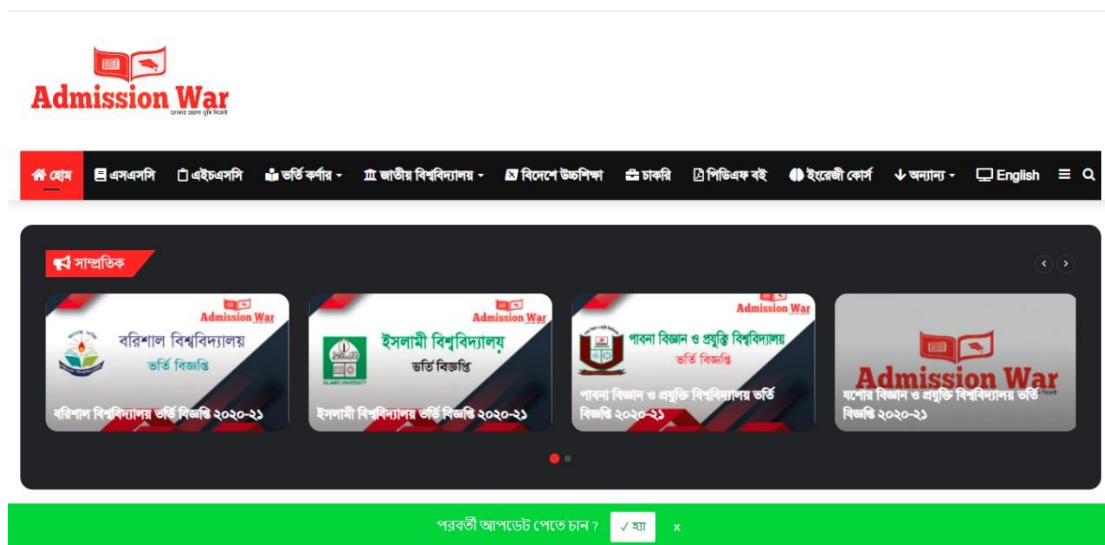 Admission War
হোম এসএসসি এইচএসসি ভর্তি কর্ণার জাতীয় বিশ্ববিদ্যালয় বিদেশে উচ্চশিক্ষা চাকরি পিডিএফ বই ইংরেজী কোর্স অন্যান্য English
সাম্প্রতিক
Admission War
বরিশাল বিশ্ববিদ্যালয়
ভর্তি বিজ্ঞপ্তি
বরিশাল বিশ্ববিদ্যালয় ভর্তি বিজ্ঞপ্তি ২০২০-২১
Admission War
ইসলামী বিশ্ববিদ্যালয়
ভর্তি বিজ্ঞপ্তি
ISLAMIC UNIVERSITY
ইসলামী বিশ্ববিদ্যালয় ভর্তি বিজ্ঞপ্তি ২০২০-২১
Admission War
পাবনা বিজ্ঞান ও প্রযুক্তি বিশ্ববিদ্যালয়
ভর্তি বিজ্ঞপ্তি
পাবনা বিজ্ঞান ও প্রযুক্তি বিশ্ববিদ্যালয় ভর্তি
বিজ্ঞপ্তি ২০২০-২১
Admission War
যশোর বিজ্ঞান ও প্রযুক্তি বিশ্ববিদ্যালয় ভর্তি
বিজ্ঞপ্তি ২০২০-২১
পরবর্তী আপডেট পেতে চান ? ✓ হ্যা x